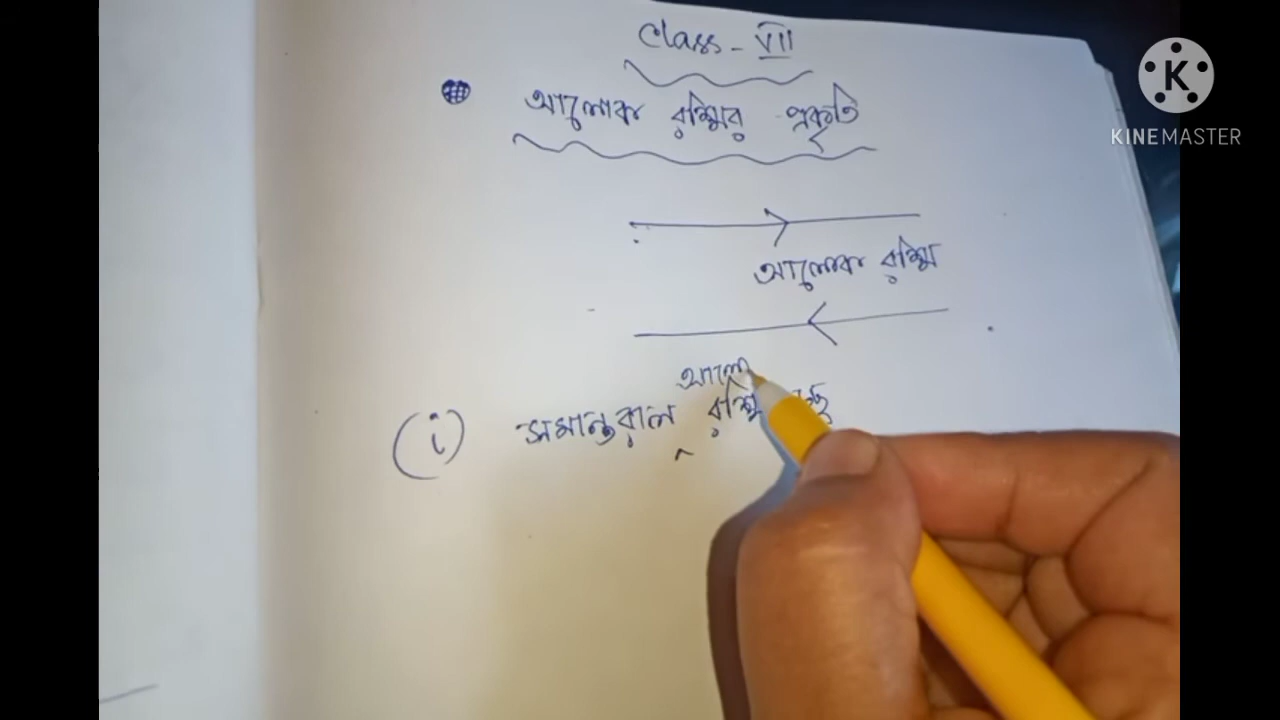 Class - VII
আলোক রশ্মির প্রকৃতি
আলোক রশ্মি
আলো
(i) সমান্তরাল ^ রশ্মি
KINEMASTER